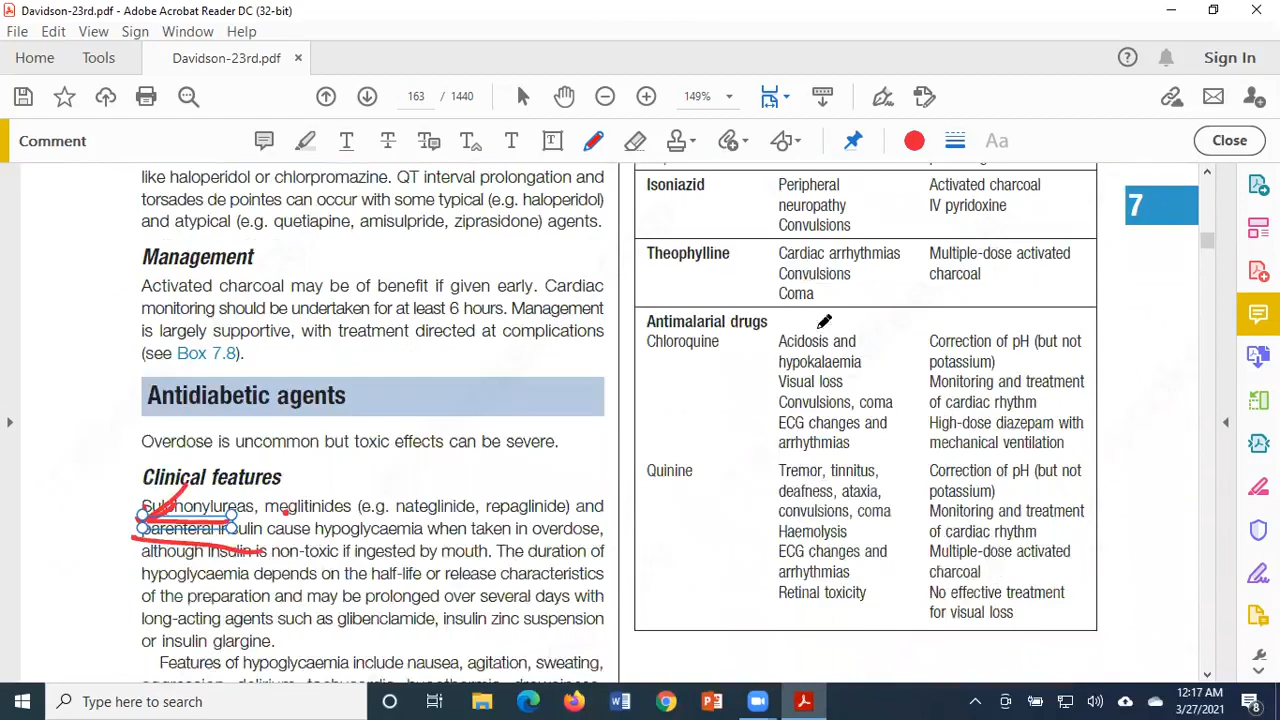 Davidson-23rd.pdf - Adobe Acrobat Reader DC (32-bit)
File Edit View Sign Window Help
Home Tools Davidson-23rd.pdf × Sign In
163 / 1440 149%
Comment Aa Close
like haloperidol or chlorpromazine. QT interval prolongation and
torsades de pointes can occur with some typical (e.g. haloperidol)
and atypical (e.g. quetiapine, amisulpride, ziprasidone) agents.
Management
Activated charcoal may be of benefit if given early. Cardiac
monitoring should be undertaken for at least 6 hours. Management
is largely supportive, with treatment directed at complications
(see Box 7.8).
Antidiabetic agents
Overdose is uncommon but toxic effects can be severe.
Clinical features
Sulphonylureas, meglitinides (e.g. nateglinide, repaglinide) and
parenteral insulin cause hypoglycaemia when taken in overdose,
although insulin is non-toxic if ingested by mouth. The duration of
hypoglycaemia depends on the half-life or release characteristics
of the preparation and may be prolonged over several days with
long-acting agents such as glibenclamide, insulin zinc suspension
or insulin glargine.
Features of hypoglycaemia include nausea, agitation, sweating,
Isoniazid Peripheral Activated charcoal
neuropathy IV pyridoxine
Convulsions
Theophylline Cardiac arrhythmias Multiple-dose activated
Convulsions charcoal
Coma
Antimalarial drugs
Chloroquine Acidosis and Correction of pH (but not
hypokalaemia potassium)
Visual loss Monitoring and treatment
Convulsions, coma of cardiac rhythm
ECG changes and High-dose diazepam with
arrhythmias mechanical ventilation
Quinine Tremor, tinnitus, Correction of pH (but not
deafness, ataxia, potassium)
convulsions, coma Monitoring and treatment
Haemolysis of cardiac rhythm
ECG changes and Multiple-dose activated
arrhythmias charcoal
Retinal toxicity No effective treatment
for visual loss
7
Type here to search
12:17 AM
3/27/2021
8